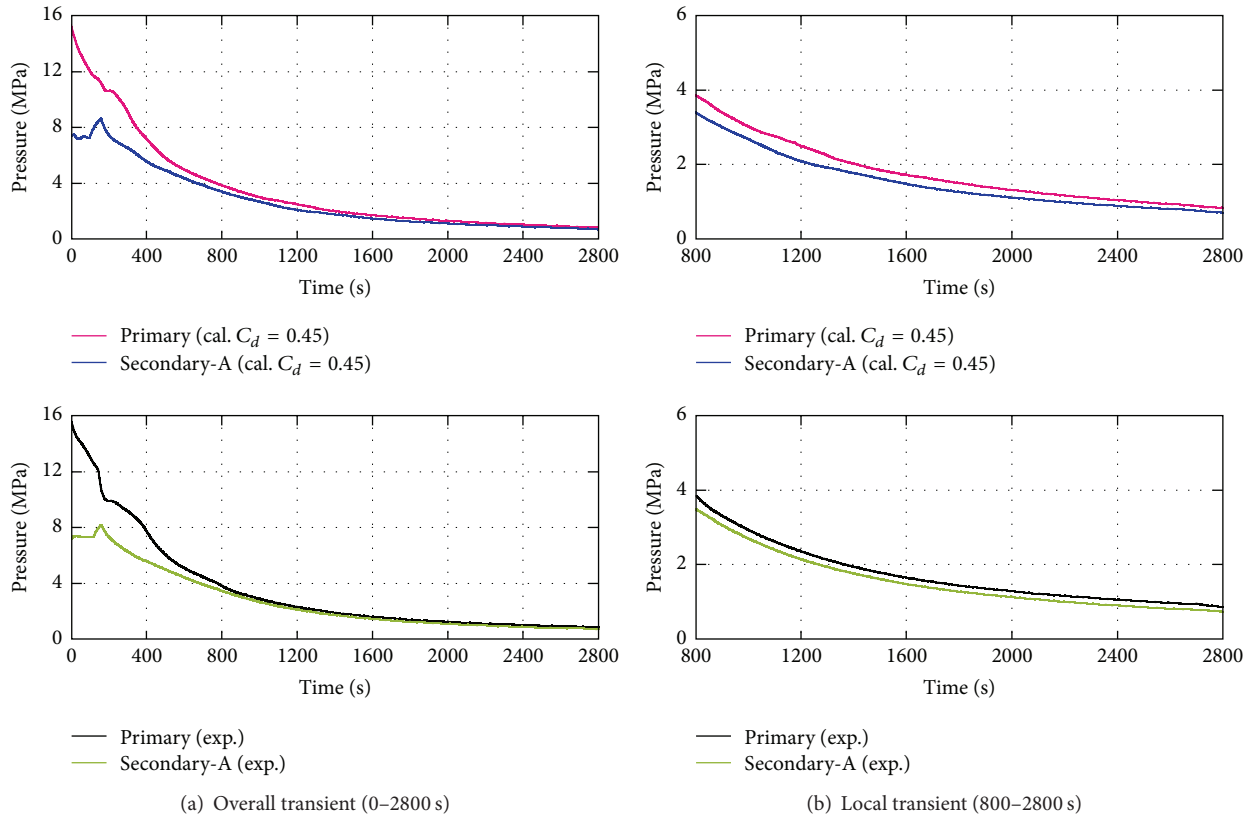 16
12
8
4
0
Pressure (MPa)
0 400 800 1200 1600 2000 2400 2800
Time (s)
Primary (cal. C_d = 0.45)
Secondary-A (cal. C_d = 0.45)
6
4
2
0
Pressure (MPa)
800 1200 1600 2000 2400 2800
Time (s)
Primary (cal. C_d = 0.45)
Secondary-A (cal. C_d = 0.45)
16
12
8
4
0
Pressure (MPa)
0 400 800 1200 1600 2000 2400 2800
Time (s)
Primary (exp.)
Secondary-A (exp.)
(a) Overall transient (0–2800 s)
6
4
2
0
Pressure (MPa)
800 1200 1600 2000 2400 2800
Time (s)
Primary (exp.)
Secondary-A (exp.)
(b) Local transient (800–2800 s)